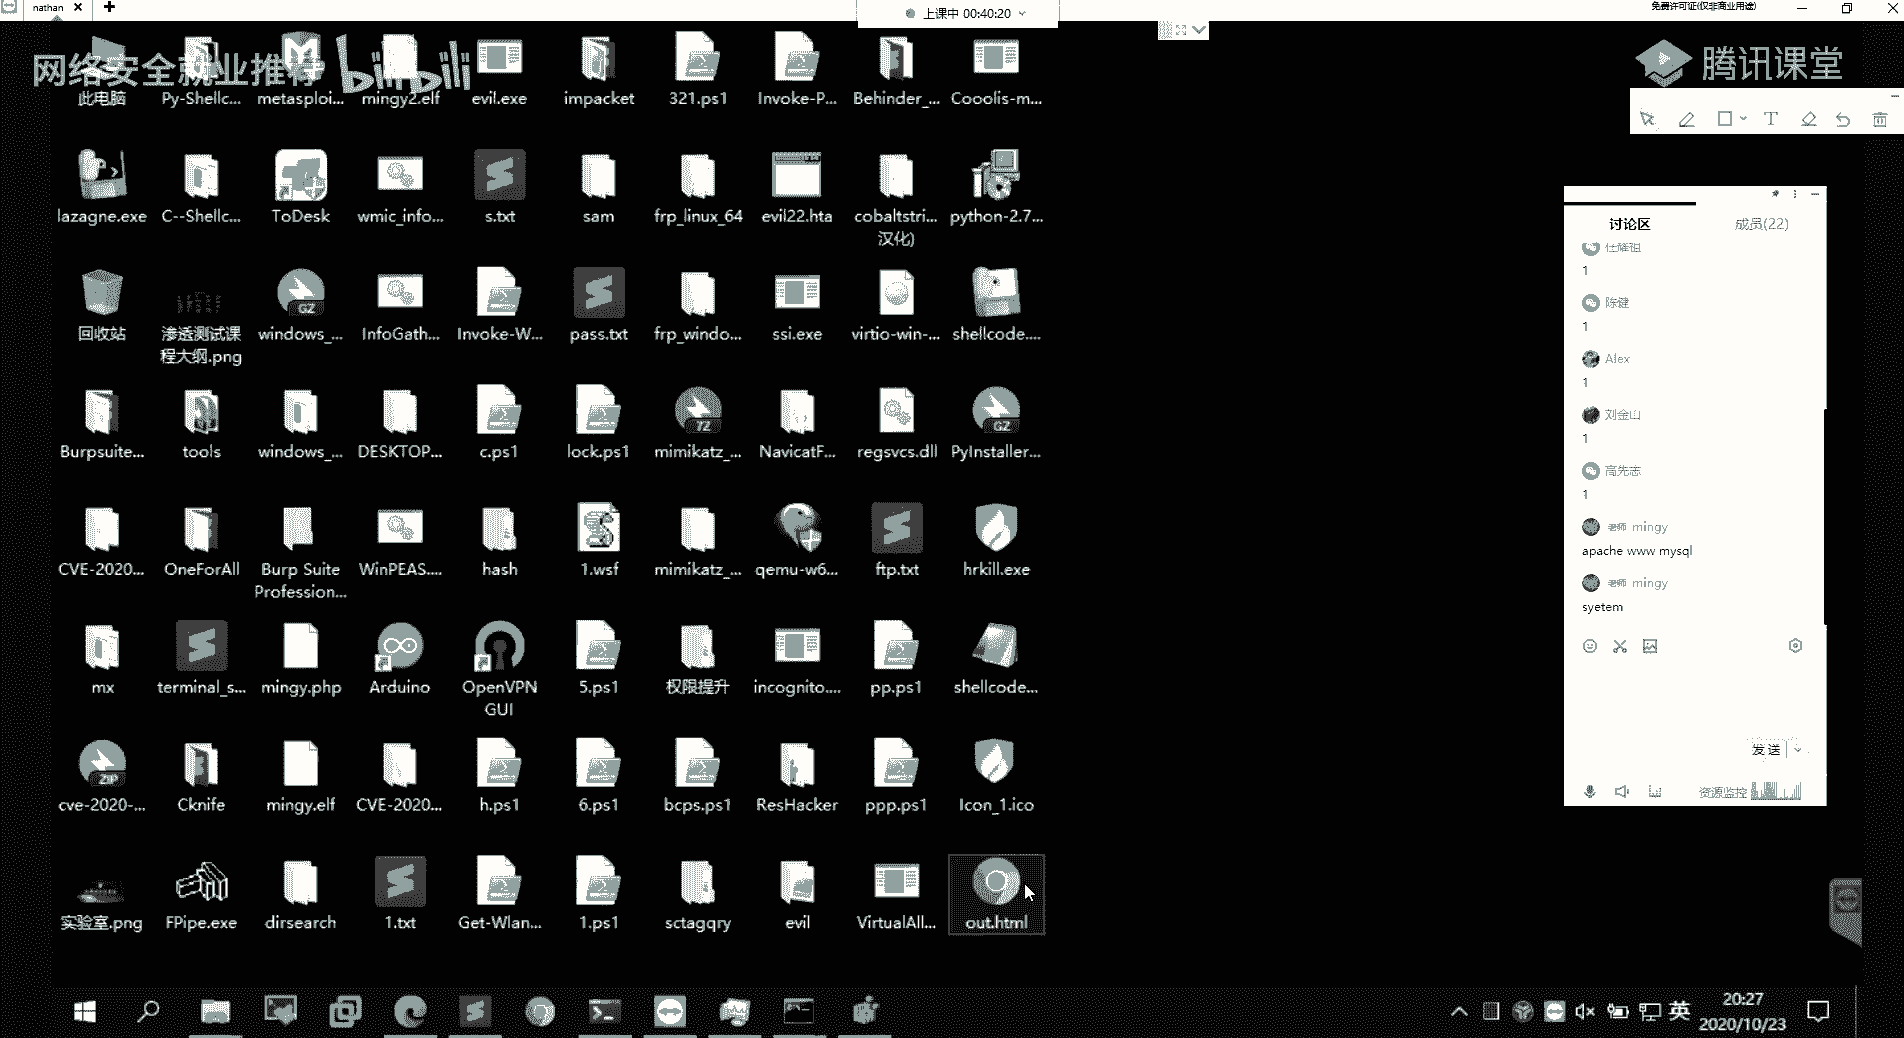 nathan
上课中 00:40:20
免费许可证(仅非商业用途)
网络安全就业推荐
bilibili
腾讯课堂
此电脑
Py-Shellc...
metasploi...
mingy2.elf
evil.exe
impacket
321.ps1
Invoke-P...
Behinder_...
Cooolis-m...
lazagne.exe
C--Shellc...
ToDesk
wmic_info...
s.txt
sam
frp_linux_64
evil22.hta
cobaltstri...
汉化)
python-2.7...
回收站
渗透测试课
程大纲.png
windows_...
InfoGath...
Invoke-W...
pass.txt
frp_windo...
ssi.exe
virtio-win-...
shellcode....
Burpsuite...
tools
windows_...
DESKTOP...
c.ps1
lock.ps1
mimikatz_...
NavicatF...
regsvcs.dll
PyInstaller...
CVE-2020...
OneForAll
Burp Suite
Profession...
WinPEAS....
hash
1.wsf
mimikatz_...
qemu-w6...
ftp.txt
hrkill.exe
mx
terminal_s...
mingy.php
Arduino
OpenVPN
GUI
5.ps1
权限提升
incognito....
pp.ps1
shellcode...
cve-2020-...
Cknife
mingy.elf
CVE-2020...
h.ps1
6.ps1
bcps.ps1
ResHacker
ppp.ps1
Icon_1.ico
实验室.png
FPipe.exe
dirsearch
1.txt
Get-Wlan...
1.ps1
sctagqry
evil
VirtualAll...
out.html
GZ
7Z
GZ
ZIP
讨论区
成员(22)
1
陈健
1
Alex
1
刘金山
1
高先志
1
老师 mingy
apache www mysql
老师 mingy
syetem
发送
资源监控
英
20:27
2020/10/23